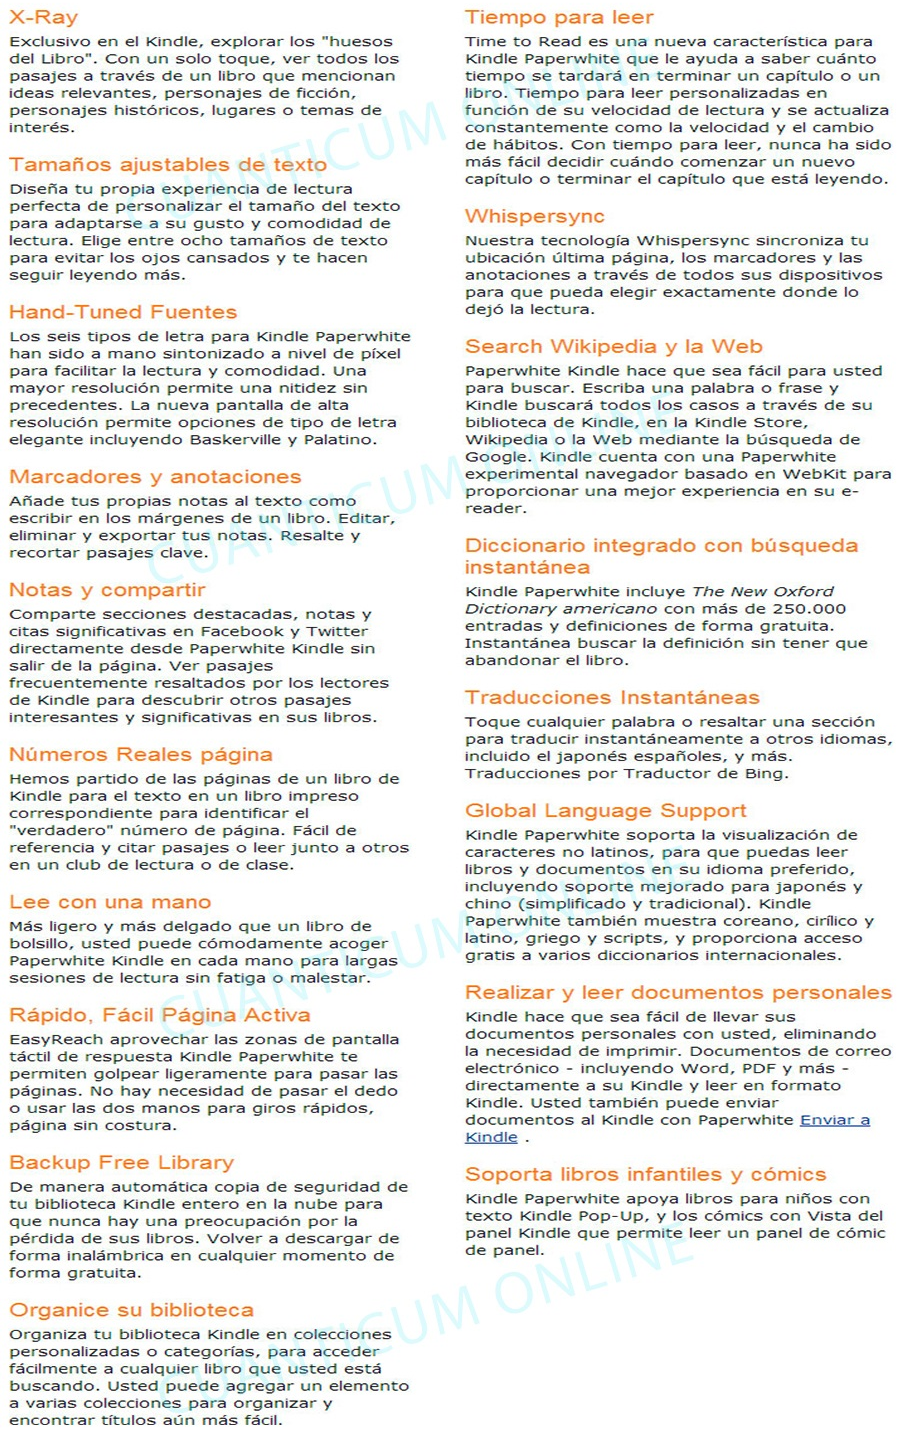 X-Ray
Exclusivo en el Kindle, explorar los "huesos
del Libro". Con un solo toque, ver todos los
pasajes a través de un libro que mencionan
ideas relevantes, personajes de ficción,
personajes históricos, lugares o temas de
interés.
Tamaños ajustables de texto
Diseña tu propia experiencia de lectura
perfecta de personalizar el tamaño del texto
para adaptarse a su gusto y comodidad de
lectura. Elige entre ocho tamaños de texto
para evitar los ojos cansados y te hacen
seguir leyendo más.
Hand-Tuned Fuentes
Los seis tipos de letra para Kindle Paperwhite
han sido a mano sintonizado a nivel de píxel
para facilitar la lectura y comodidad. Una
mayor resolución permite una nitidez sin
precedentes. La nueva pantalla de alta
resolución permite opciones de tipo de letra
elegante incluyendo Baskerville y Palatino.
Marcadores y anotaciones
Añade tus propias notas al texto como
escribir en los márgenes de un libro. Editar,
eliminar y exportar tus notas. Resalte y
recortar pasajes clave.
Notas y compartir
Comparte secciones destacadas, notas y
citas significativas en Facebook y Twitter
directamente desde Paperwhite Kindle sin
salir de la página. Ver pasajes
frecuentemente resaltados por los lectores
de Kindle para descubrir otros pasajes
interesantes y significativas en sus libros.
Números Reales página
Hemos partido de las páginas de un libro de
Kindle para el texto en un libro impreso
correspondiente para identificar el
"verdadero" número de página. Fácil de
referencia y citar pasajes o leer junto a otros
en un club de lectura o de clase.
Lee con una mano
Más ligero y más delgado que un libro de
bolsillo, usted puede cómodamente acoger
Paperwhite Kindle en cada mano para largas
sesiones de lectura sin fatiga o malestar.
Rápido, Fácil Página Activa
EasyReach aprovechar las zonas de pantalla
táctil de respuesta Kindle Paperwhite te
permiten golpear ligeramente para pasar las
páginas. No hay necesidad de pasar el dedo
o usar las dos manos para giros rápidos,
página sin costura.
Backup Free Library
De manera automática copia de seguridad de
tu biblioteca Kindle entero en la nube para
que nunca hay una preocupación por la
pérdida de sus libros. Volver a descargar de
forma inalámbrica en cualquier momento de
forma gratuita.
Organice su biblioteca
Organiza tu biblioteca Kindle en colecciones
personalizadas o categorías, para acceder
fácilmente a cualquier libro que usted está
buscando. Usted puede agregar un elemento
a varias colecciones para organizar y
encontrar títulos aún más fácil.
Tiempo para leer
Time to Read es una nueva característica para
Kindle Paperwhite que le ayuda a saber cuánto
tiempo se tardará en terminar un capítulo o un
libro. Tiempo para leer personalizadas en
función de su velocidad de lectura y se actualiza
constantemente como la velocidad y el cambio
de hábitos. Con tiempo para leer, nunca ha sido
más fácil decidir cuándo comenzar un nuevo
capítulo o terminar el capítulo que está leyendo.
Whispersync
Nuestra tecnología Whispersync sincroniza tu
ubicación última página, los marcadores y las
anotaciones a través de todos sus dispositivos
para que pueda elegir exactamente donde lo
dejó la lectura.
Search Wikipedia y la Web
Paperwhite Kindle hace que sea fácil para usted
para buscar. Escriba una palabra o frase y
Kindle buscará todos los casos a través de su
biblioteca de Kindle, en la Kindle Store,
Wikipedia o la Web mediante la búsqueda de
Google. Kindle cuenta con una Paperwhite
experimental navegador basado en WebKit para
proporcionar una mejor experiencia en su e-
reader.
Diccionario integrado con búsqueda
instantánea
Kindle Paperwhite incluye The New Oxford
Dictionary americano con más de 250.000
entradas y definiciones de forma gratuita.
Instantánea buscar la definición sin tener que
abandonar el libro.
Traducciones Instantáneas
Toque cualquier palabra o resaltar una sección
para traducir instantáneamente a otros idiomas,
incluido el japonés españoles, y más.
Traducciones por Traductor de Bing.
Global Language Support
Kindle Paperwhite soporta la visualización de
caracteres no latinos, para que puedas leer
libros y documentos en su idioma preferido,
incluyendo soporte mejorado para japonés y
chino (simplificado y tradicional). Kindle
Paperwhite también muestra coreano, cirílico y
latino, griego y scripts, y proporciona acceso
gratis a varios diccionarios internacionales.
Realizar y leer documentos personales
Kindle hace que sea fácil de llevar sus
documentos personales con usted, eliminando
la necesidad de imprimir. Documentos de correo
electrónico - incluyendo Word, PDF y más -
directamente a su Kindle y leer en formato
Kindle. Usted también puede enviar
documentos al Kindle con Paperwhite Enviar a
Kindle .
Soporta libros infantiles y cómics
Kindle Paperwhite apoya libros para niños con
texto Kindle Pop-Up, y los cómics con Vista del
panel Kindle que permite leer un panel de cómic
de panel.
CUANTICUM ONLINE
CUANTICUM ONLINE
CUANTICUM ONLINE
CUANTICUM ONLINE